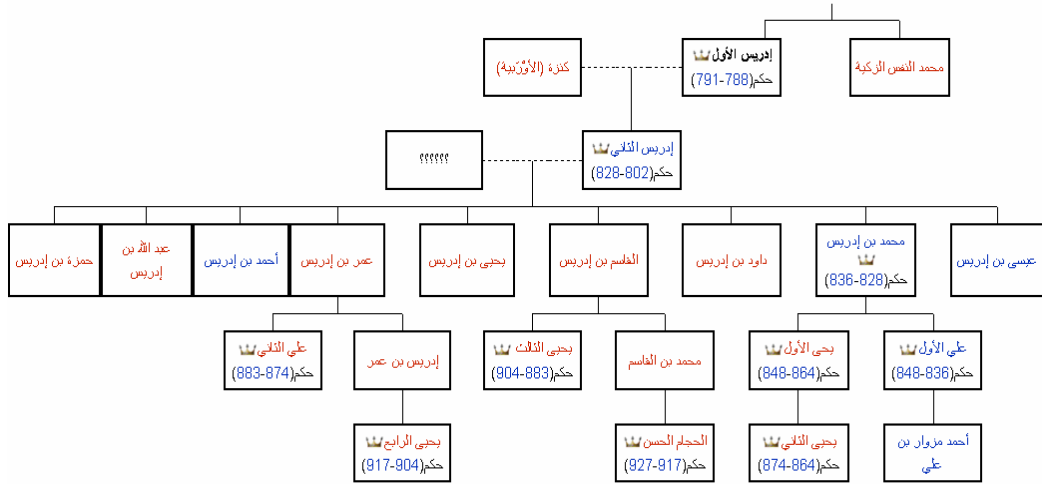 محمد النفس الزكية
إدريس الأول
حكم(788-791)
كنزة (الأوْرَبية)
إدريس الثاني
حكم(802-828)
؟؟؟؟؟؟
عيسى بن إدريس
محمد بن إدريس
حكم(828-836)
داود بن إدريس
القاسم بن إدريس
يحيى بن إدريس
عمر بن إدريس
أحمد بن إدريس
عبد الله بن
إدريس
حمزة بن إدريس
علي الأول
حكم(836-848)
يحى الأول
حكم(864-848)
محمد بن القاسم
يحيى الثالث
حكم(883-904)
إدريس بن عمر
علي الثاني
حكم(874-883)
أحمد مزوار بن
علي
يحيى الثاني
حكم(864-874)
الحجام الحسن
حكم(917-927)
يحيى الرابع
حكم(904-917)